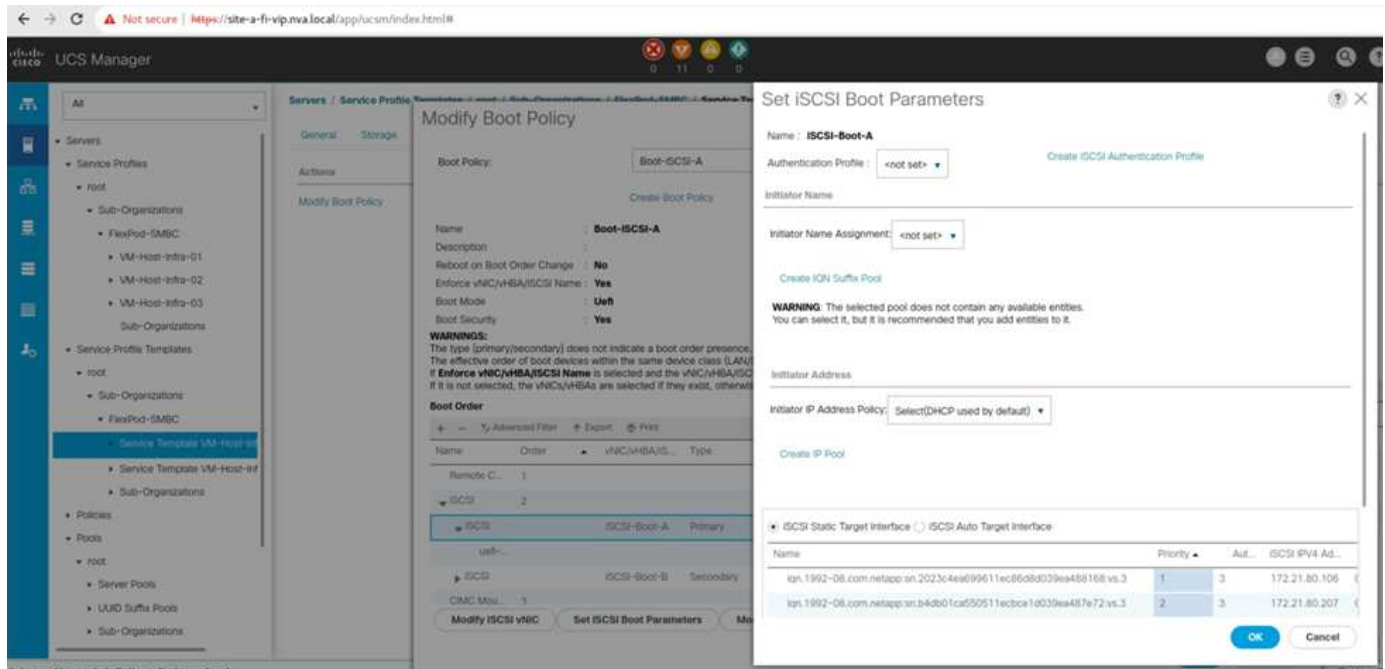 Not secure | https://site-a-fi-vip.nva.local/app/ucsm/index.html#
CISCO UCS Manager
0 11 0 0
All
Servers
Service Profiles
root
Sub-Organizations
FlexPod-SMBC
VM-Host-Infra-01
VM-Host-Infra-02
VM-Host-Infra-03
Sub-Organizations
Service Profile Templates
root
Sub-Organizations
FlexPod-SMBC
Service Template VM-Host-Inf
Service Template VM-Host-Inf
Sub-Organizations
Policies
Pools
root
Server Pools
UUID Suffix Pools
Sub-Organizations
Servers / Service Profile Templates / root / Sub-Organizations / FlexPod-SMBC / Service Te
General Storage
Actions
Modify Boot Policy
Modify Boot Policy
Boot Policy: Boot-iSCSI-A
Create Boot Policy
Name : Boot-iSCSI-A
Description :
Reboot on Boot Order Change : No
Enforce vNIC/vHBA/iSCSI Name : Yes
Boot Mode : Uefi
Boot Security : Yes
WARNINGS:
The type (primary/secondary) does not indicate a boot order presence.
The effective order of boot devices within the same device class (LAN/
If Enforce vNIC/vHBA/iSCSI Name is selected and the vNIC/vHBA/iSC
If it is not selected, the vNICs/vHBAs are selected if they exist, otherwis
Boot Order
+ − Advanced Filter Export Print
Name Order vNIC/vHBA/iS... Type
Remote C... 1
iSCSI 2
iSCSI iSCSI-Boot-A Primary
uefi-...
iSCSI iSCSI-Boot-B Secondary
CIMC Mou... 3
Modify iSCSI vNIC Set iSCSI Boot Parameters Mo
Set iSCSI Boot Parameters ? ×
Name : iSCSI-Boot-A
Authentication Profile : <not set> Create iSCSI Authentication Profile
Initiator Name
Initiator Name Assignment: <not set>
Create IQN Suffix Pool
WARNING: The selected pool does not contain any available entities.
You can select it, but it is recommended that you add entities to it.
Initiator Address
Initiator IP Address Policy: Select(DHCP used by default)
Create IP Pool
iSCSI Static Target Interface iSCSI Auto Target Interface
Name Priority Aut... iSCSI IPV4 Ad...
iqn.1992-08.com.netapp:sn.2023c4ea699611ec86d8d039ea488168:vs.3 1 3 172.21.80.106
iqn.1992-08.com.netapp:sn.b4db01ca550511ecbce1d039ea487e72:vs.3 2 3 172.21.80.207
OK Cancel